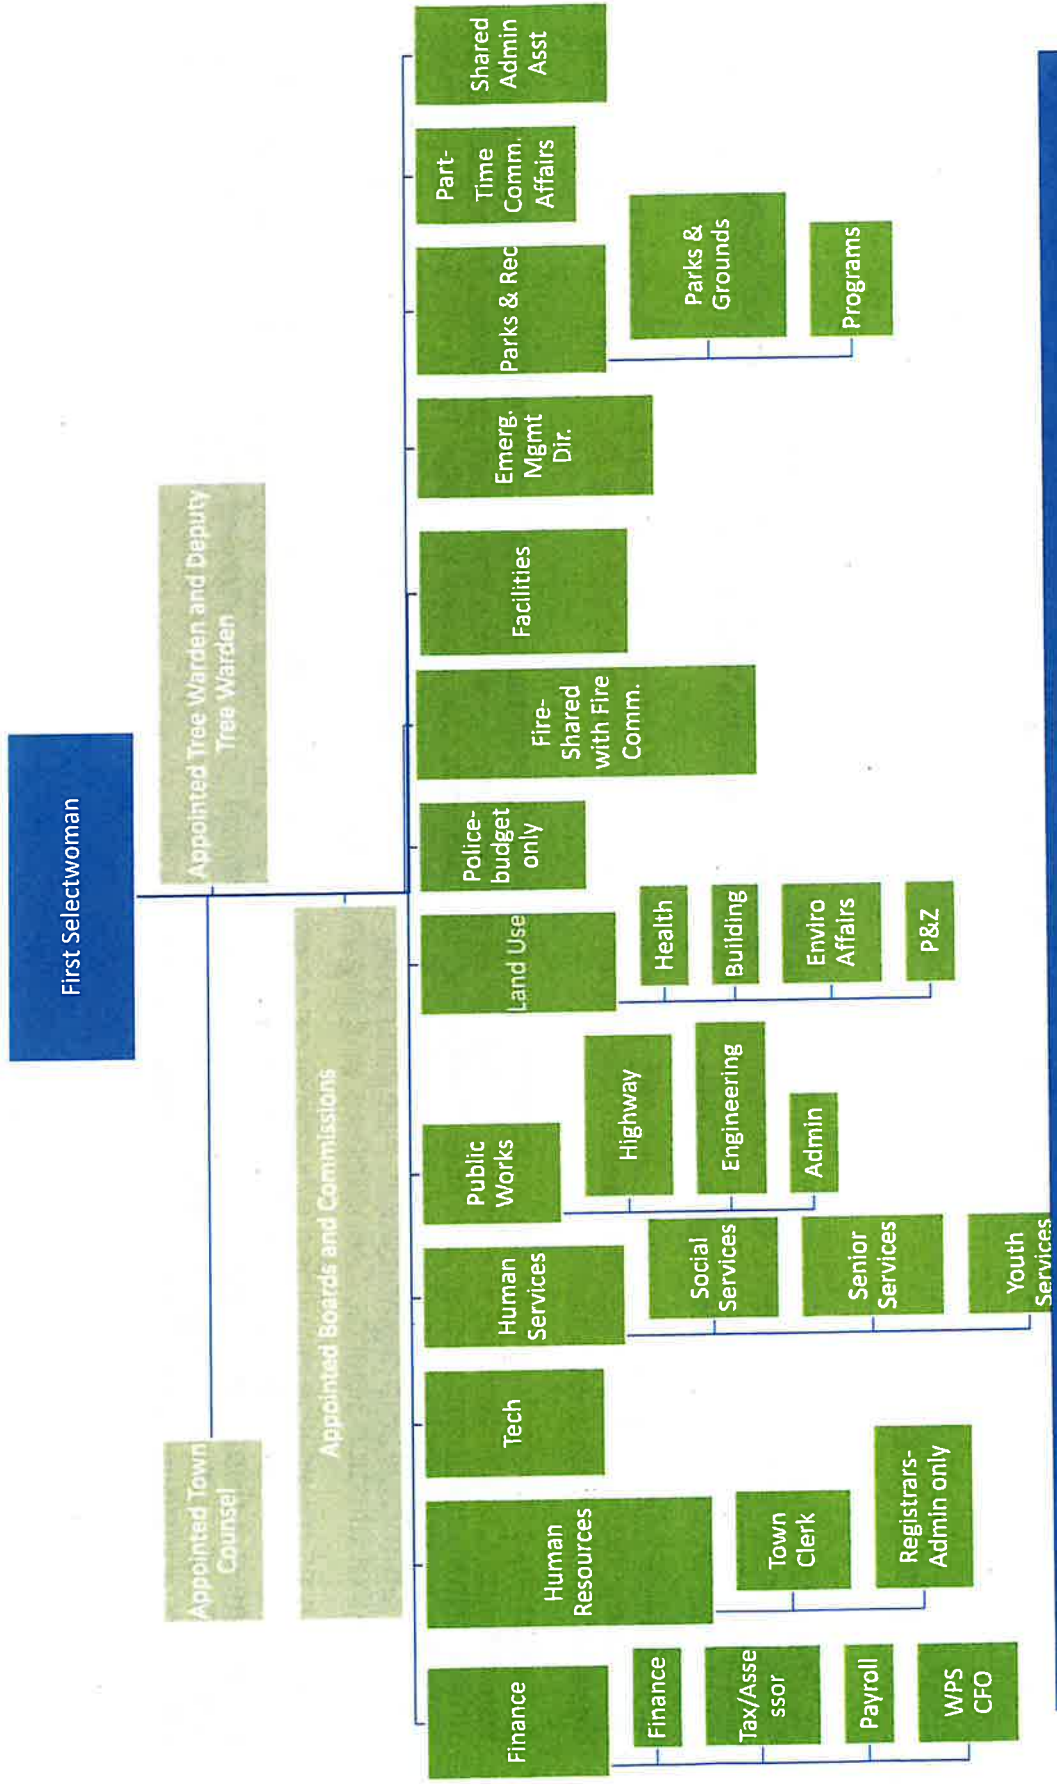 First Selectwoman
Appointed Town
Counsel
Appointed Tree Warden and Deputy
Tree Warden
Appointed Boards and Commissions
Finance
Finance
Tax/Asse
ssor
Payroll
WPS
CFO
Human
Resources
Town
Clerk
Registrars-
Admin only
Tech
Human
Services
Social
Services
Senior
Services
Youth
Services
Public
Works
Highway
Engineering
Admin
Land Use
Health
Building
Enviro
Affairs
P&Z
Police-
budget
only
Fire-
Shared
with Fire
Comm.
Facilities
Emerg.
Mgmt
Dir.
Parks & Rec
Parks &
Grounds
Programs
Part-
Time
Comm.
Affairs
Shared
Admin
Asst